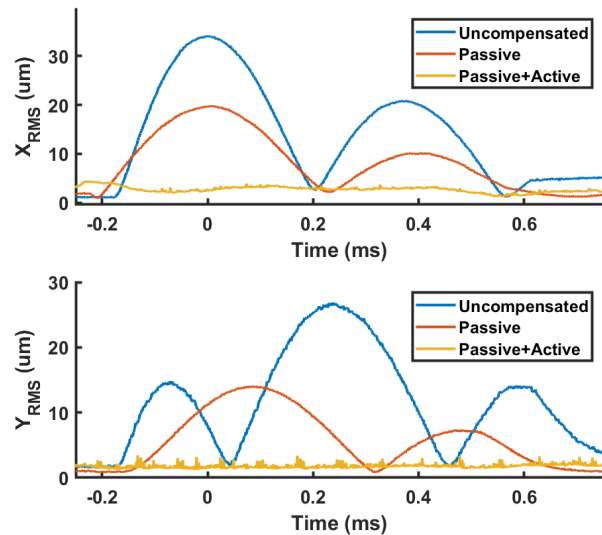 30
20
10
0
X_RMS (um)
Uncompensated
Passive
Passive+Active
-0.2 0 0.2 0.4 0.6
Time (ms)
30
20
10
0
Y_RMS (um)
Uncompensated
Passive
Passive+Active
-0.2 0 0.2 0.4 0.6
Time (ms)